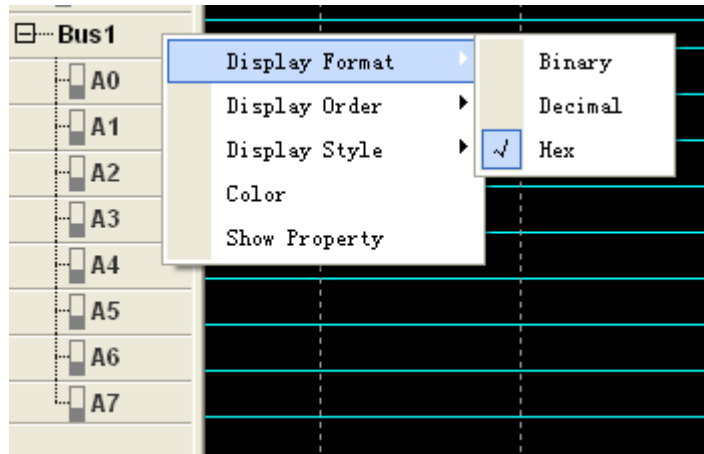 Bus1
A0
A1
A2
A3
A4
A5
A6
A7
Display Format
Display Order
Display Style
Color
Show Property
Binary
Decimal
Hex